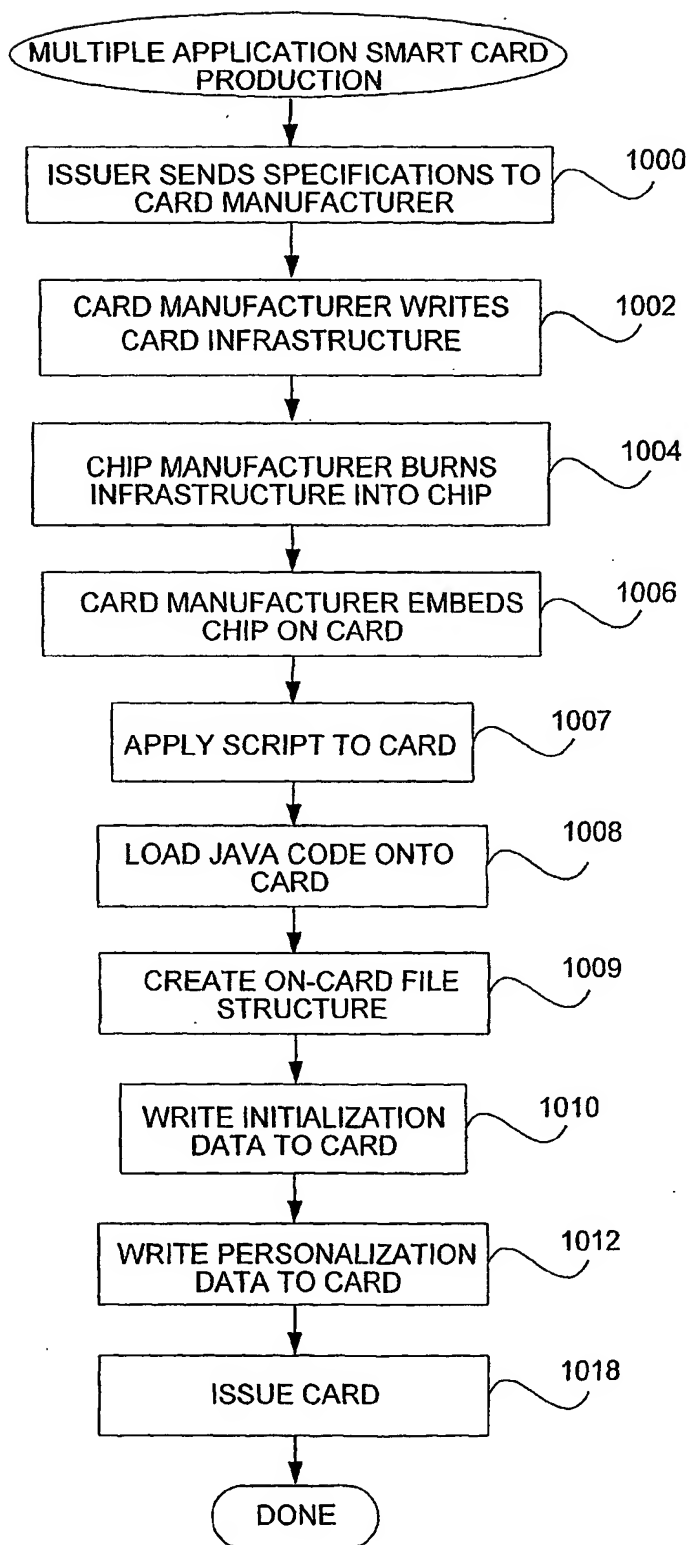 MULTIPLE APPLICATION SMART CARD
PRODUCTION
ISSUER SENDS SPECIFICATIONS TO
CARD MANUFACTURER
1000
CARD MANUFACTURER WRITES
CARD INFRASTRUCTURE
1002
CHIP MANUFACTURER BURNS
INFRASTRUCTURE INTO CHIP
1004
CARD MANUFACTURER EMBEDS
CHIP ON CARD
1006
APPLY SCRIPT TO CARD
1007
LOAD JAVA CODE ONTO
CARD
1008
CREATE ON-CARD FILE
STRUCTURE
1009
WRITE INITIALIZATION
DATA TO CARD
1010
WRITE PERSONALIZATION
DATA TO CARD
1012
ISSUE CARD
1018
DONE